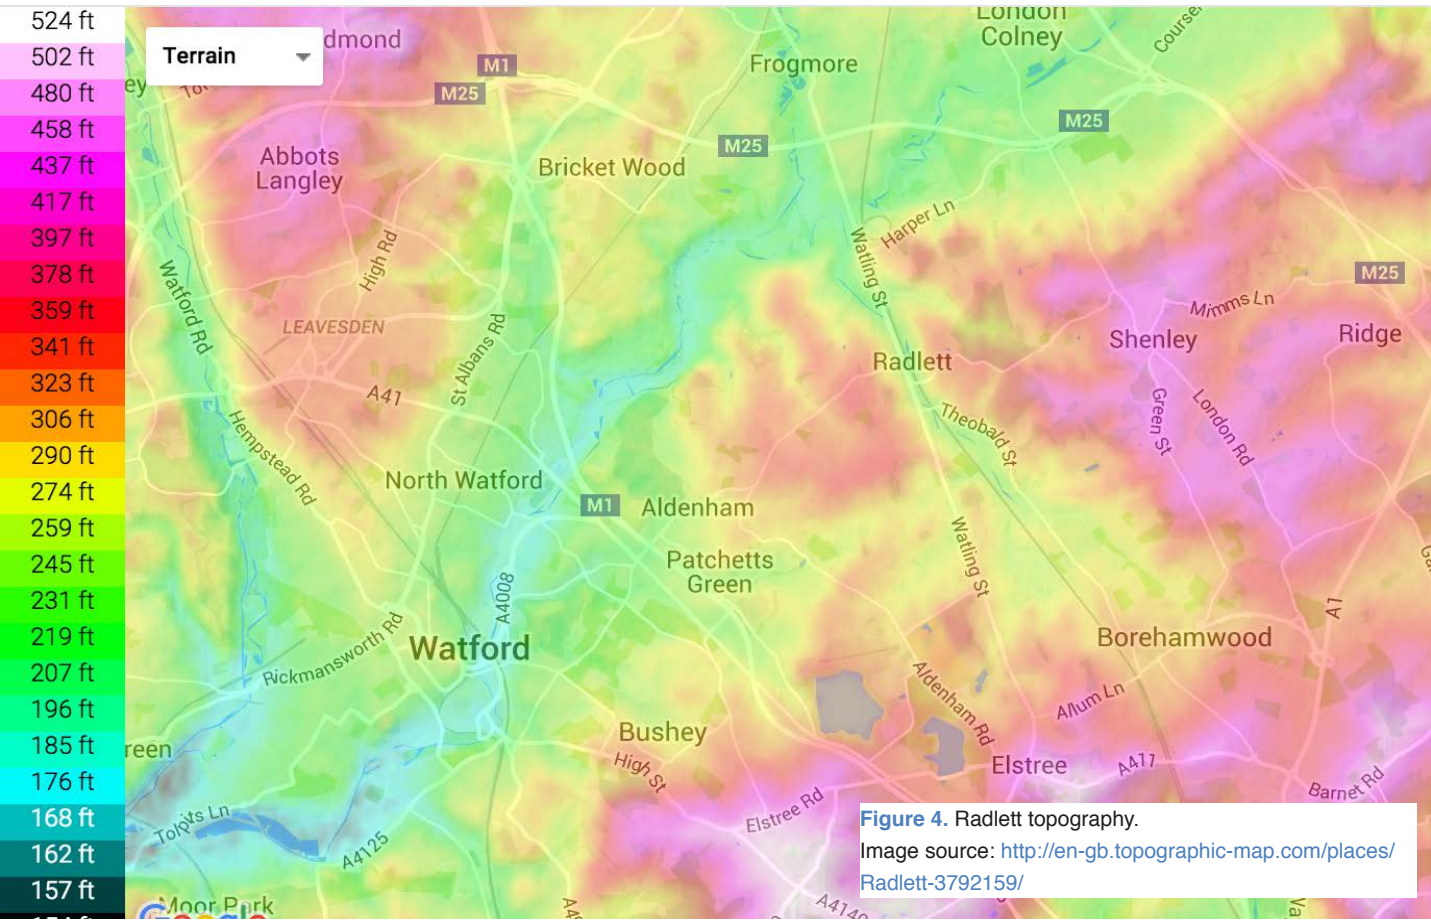 524 ft
502 ft
480 ft
458 ft
437 ft
417 ft
397 ft
378 ft
359 ft
341 ft
323 ft
306 ft
290 ft
274 ft
259 ft
245 ft
231 ft
219 ft
207 ft
196 ft
185 ft
176 ft
168 ft
162 ft
157 ft
Terrain
dmond
London
Colney
Frogmore
M1
M25
M25
M25
Abbots
Langley
Bricket Wood
High Rd
Harper Ln
Watling St
M25
Watford Rd
LEAVESDEN
St Albans Rd
Mimms Ln
Shenley
Ridge
Radlett
A41
Green St
London Rd
Theobald St
Hempstead Rd
North Watford
M1
Aldenham
Watling St
Patchetts
Green
A4008
A1
Rickmansworth Rd
Watford
Borehamwood
Aldenham Rd
Allum Ln
Bushey
High St
reen
Elstree
A411
Barnet Rd
Elstree Rd
Tolpits Ln
A4125
Moor Park
Google
A4140
Figure 4. Radlett topography.
Image source: http://en-gb.topographic-map.com/places/
Radlett-3792159/